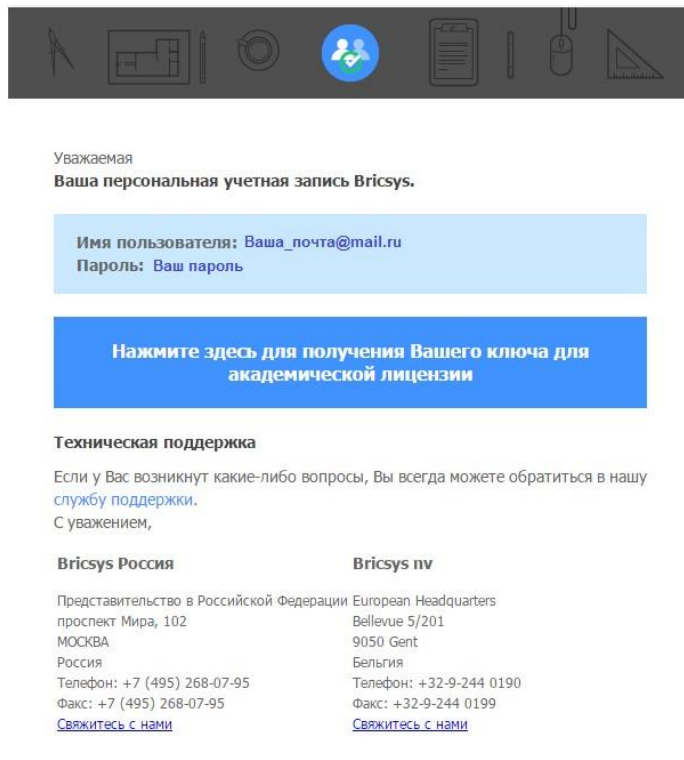 Уважаемая
Ваша персональная учетная запись Bricsys.
Имя пользователя: Ваша_почта@mail.ru
Пароль: Ваш пароль
Нажмите здесь для получения Вашего ключа для
академической лицензии
Техническая поддержка
Если у Вас возникнут какие-либо вопросы, Вы всегда можете обратиться в нашу
службу поддержки.
С уважением,
Bricsys Россия
Представительство в Российской Федерации
проспект Мира, 102
МОСКВА
Россия
Телефон: +7 (495) 268-07-95
Факс: +7 (495) 268-07-95
Свяжитесь с нами
Bricsys nv
European Headquarters
Bellevue 5/201
9050 Gent
Бельгия
Телефон: +32-9-244 0190
Факс: +32-9-244 0199
Свяжитесь с нами